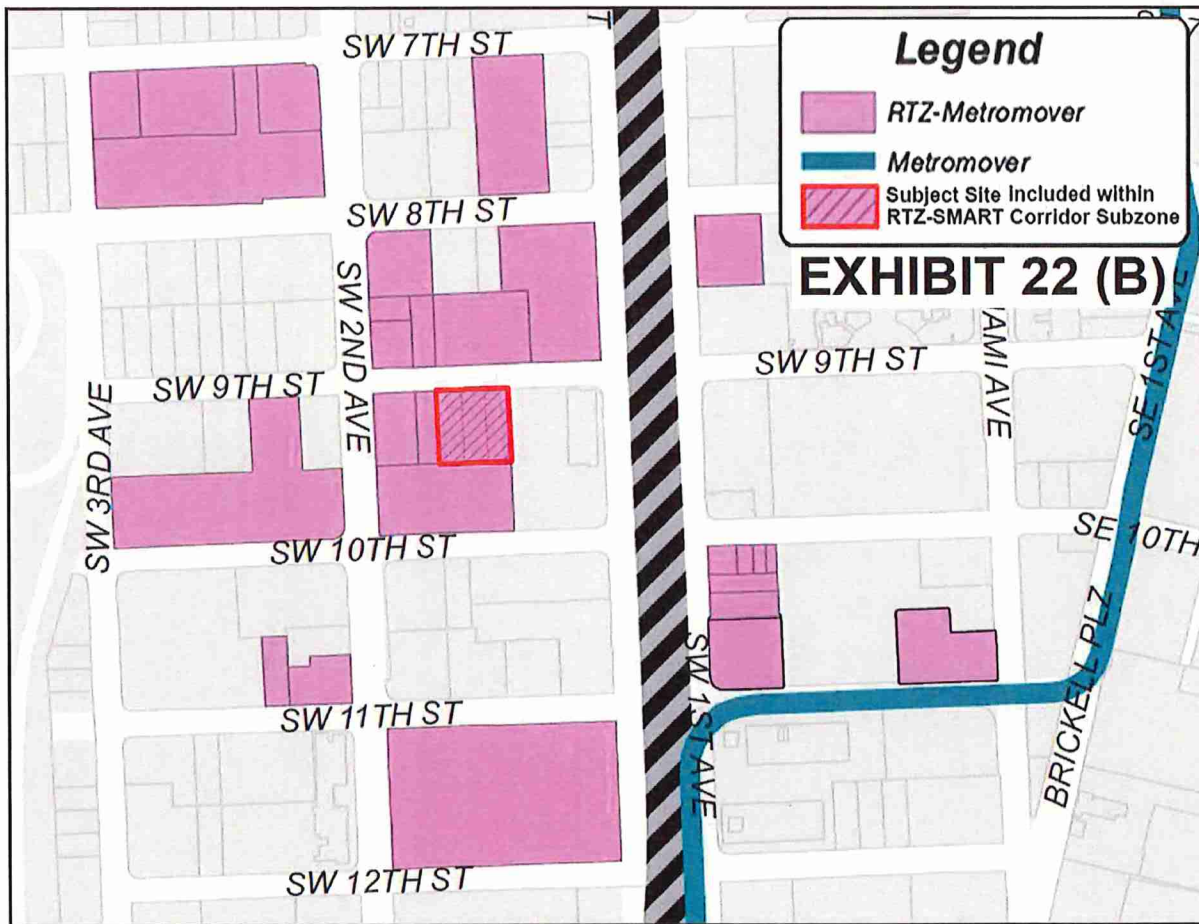 SW 7TH ST
Legend
RTZ-Metromover
Metromover
Subject Site Included within
RTZ-SMART Corridor Subzone
EXHIBIT 22 (B)
SW 8TH ST
SW 2ND AVE
SW 9TH ST
SW 9TH ST
AMI AVE
SE 1ST AVE
SW 3RD AVE
SW 10TH ST
SE 10TH
SW 11TH ST
SW 1ST AVE
BRICKELL PLZ
SW 12TH ST